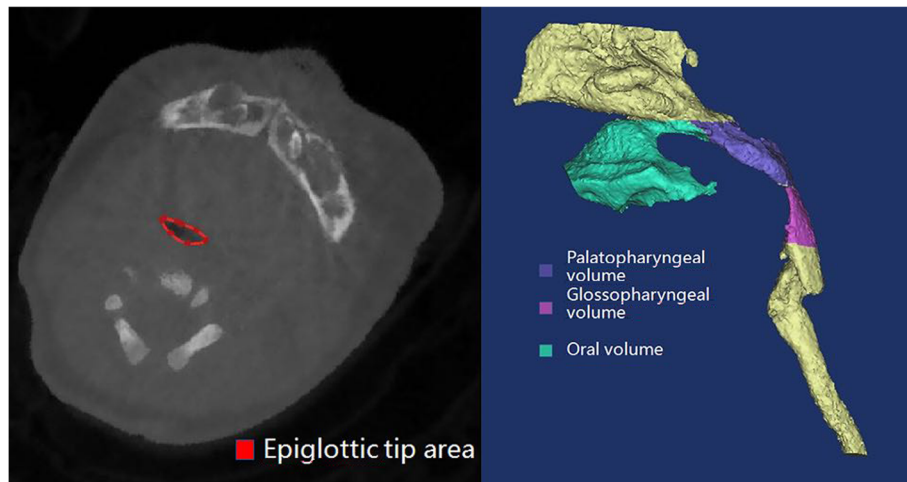 Epiglottic tip area
Palatopharyngeal
volume
Glossopharyngeal
volume
Oral volume